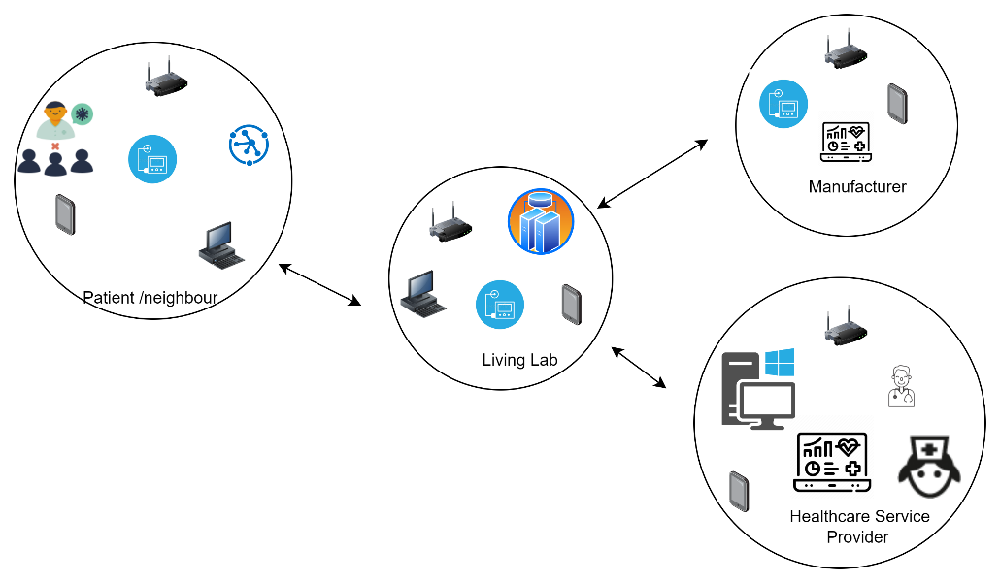 Patient /neighbour
Living Lab
Manufacturer
Healthcare Service
Provider